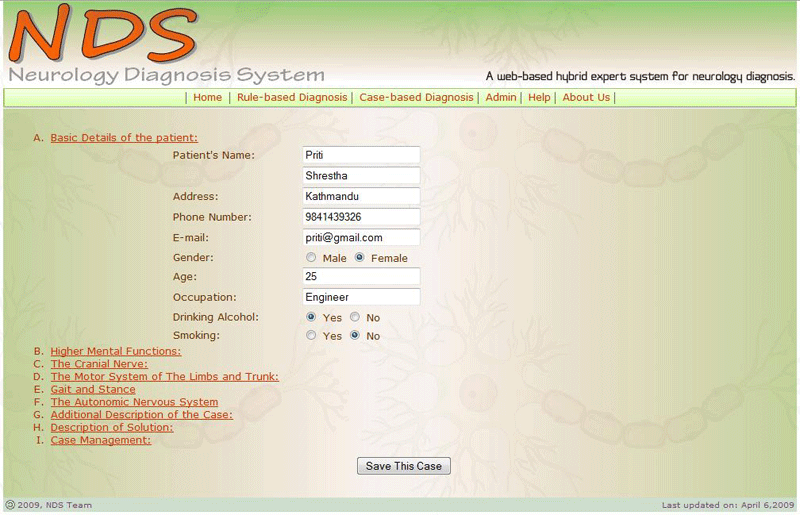 NDS
Neurology Diagnosis System
A web-based hybrid expert system for neurology diagnosis.
| Home | Rule-based Diagnosis | Case-based Diagnosis | Admin | Help | About Us |
A. Basic Details of the patient:
Patient's Name: Priti
Shrestha
Address: Kathmandu
Phone Number: 9841439326
E-mail: priti@gmail.com
Gender: Male Female
Age: 25
Occupation: Engineer
Drinking Alcohol: Yes No
Smoking: Yes No
B. Higher Mental Functions:
C. The Cranial Nerve:
D. The Motor System of The Limbs and Trunk:
E. Gait and Stance
F. The Autonomic Nervous System
G. Additional Description of the Case:
H. Description of Solution:
I. Case Management:
Save This Case
© 2009, NDS Team Last updated on: April 6,2009